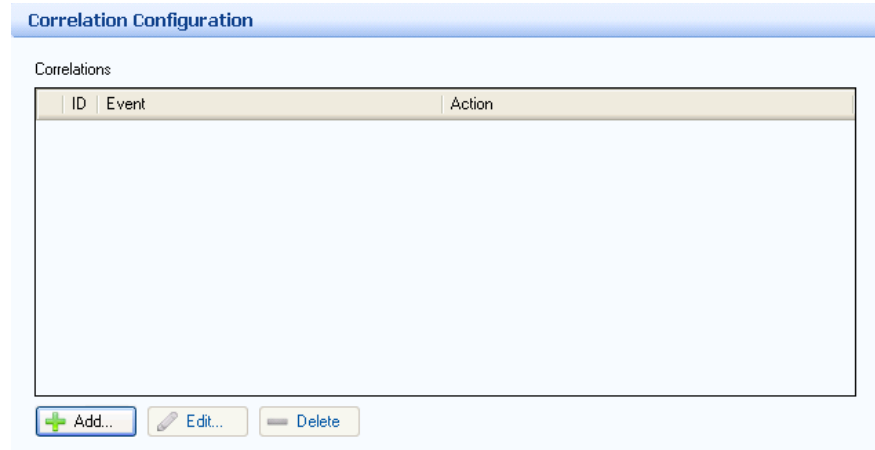 Correlation Configuration
Correlations
ID Event Action
Add... Edit... Delete